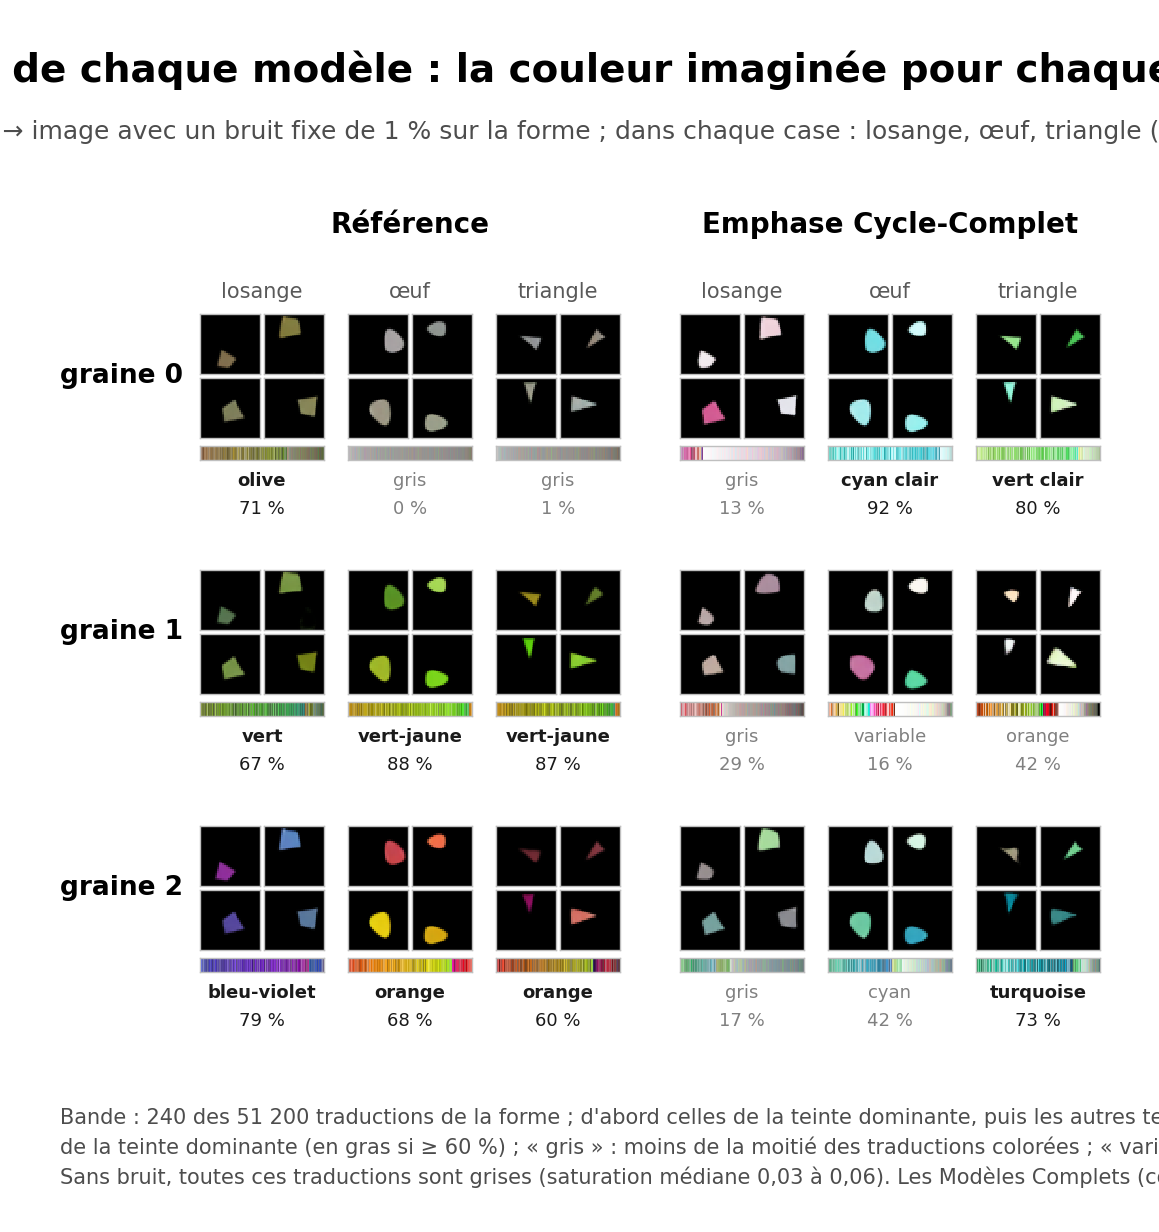 de chaque modèle : la couleur imaginée pour chaque
→ image avec un bruit fixe de 1 % sur la forme ; dans chaque case : losange, œuf, triangle (
Référence Emphase Cycle-Complet
losange œuf triangle losange œuf triangle
graine 0
olive gris gris gris cyan clair vert clair
71 % 0 % 1 % 13 % 92 % 80 %
graine 1
vert vert-jaune vert-jaune gris variable orange
67 % 88 % 87 % 29 % 16 % 42 %
graine 2
bleu-violet orange orange gris cyan turquoise
79 % 68 % 60 % 17 % 42 % 73 %
Bande : 240 des 51 200 traductions de la forme ; d'abord celles de la teinte dominante, puis les autres te
de la teinte dominante (en gras si ≥ 60 %) ; « gris » : moins de la moitié des traductions colorées ; « vari
Sans bruit, toutes ces traductions sont grises (saturation médiane 0,03 à 0,06). Les Modèles Complets (c